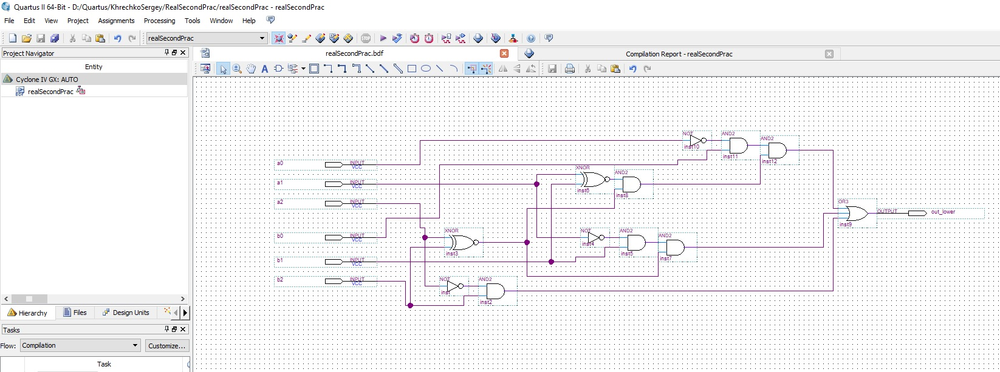 Quartus II 64-Bit - D:/Quartus/KhrechkoSergey/RealSecondPrac/realSecondPrac - realSecondPrac
File Edit View Project Assignments Processing Tools Window Help
realSecondPrac
STOP
Project Navigator
realSecondPrac.bdf
Compilation Report - realSecondPrac
Entity
A
Cyclone IV GX: AUTO
BDF realSecondPrac
NOT
inst10
AND2
inst11
AND2
inst12
a0 INPUT VCC
a1 INPUT VCC
a2 INPUT VCC
XNOR
inst6
AND2
inst8
OR3
inst9
OUTPUT out_lower
b0 INPUT VCC
b1 INPUT VCC
b2 INPUT VCC
XNOR
inst3
NOT
inst4
AND2
inst5
AND2
inst7
NOT
inst
AND2
inst2
Hierarchy Files Design Units
Tasks
Flow: Compilation Customize...
Task